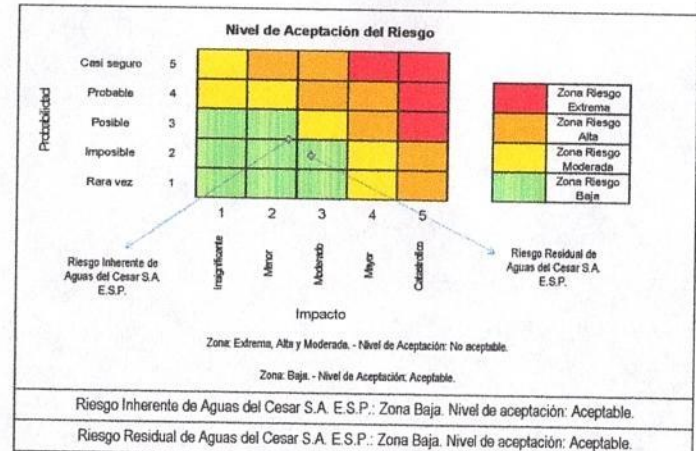 Nivel de Aceptación del Riesgo
Probabilidad
Casi seguro 5
Probable 4
Posible 3
Imposible 2
Rara vez 1
1 2 3 4 5
Insignificante
Menor
Moderado
Mayor
Catastrofico
Impacto
Zona Riesgo
Extrema
Zona Riesgo
Alta
Zona Riesgo
Moderada
Zona Riesgo
Baja
Riesgo Inherente de
Aguas del Cesar S.A.
E.S.P.
Riesgo Residual de
Aguas del Cesar S.A.
E.S.P.
Zona: Extrema, Alta y Moderada. - Nivel de Aceptación: No aceptable.
Zona: Baja. - Nivel de Aceptación: Aceptable.
Riesgo Inherente de Aguas del Cesar S.A. E.S.P.: Zona Baja. Nivel de aceptación: Aceptable.
Riesgo Residual de Aguas del Cesar S.A. E.S.P.: Zona Baja. Nivel de aceptación: Aceptable.